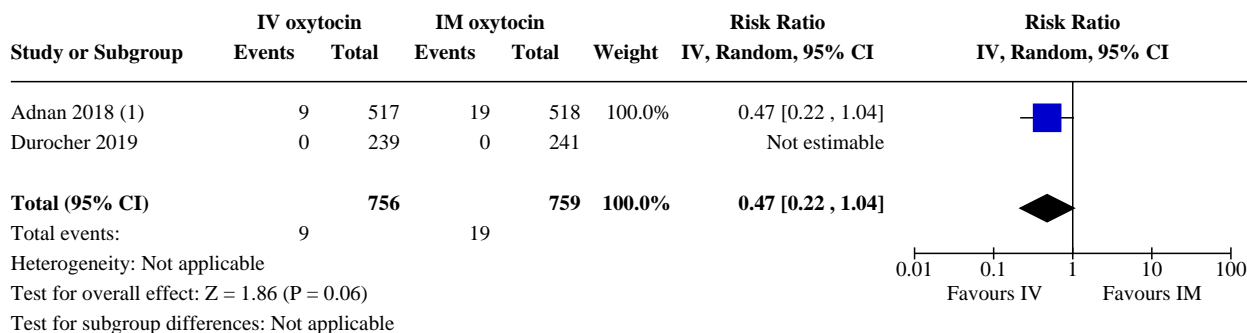 IV oxytocin IM oxytocin Risk Ratio Risk Ratio
Study or Subgroup Events Total Events Total Weight IV, Random, 95% CI IV, Random, 95% CI
Adnan 2018 (1) 9 517 19 518 100.0% 0.47 [0.22 , 1.04]
Durocher 2019 0 239 0 241 Not estimable
Total (95% CI) 756 759 100.0% 0.47 [0.22 , 1.04]
Total events: 9 19
Heterogeneity: Not applicable
Test for overall effect: Z = 1.86 (P = 0.06)
Test for subgroup differences: Not applicable
0.01 0.1 1 10 100
Favours IV Favours IM